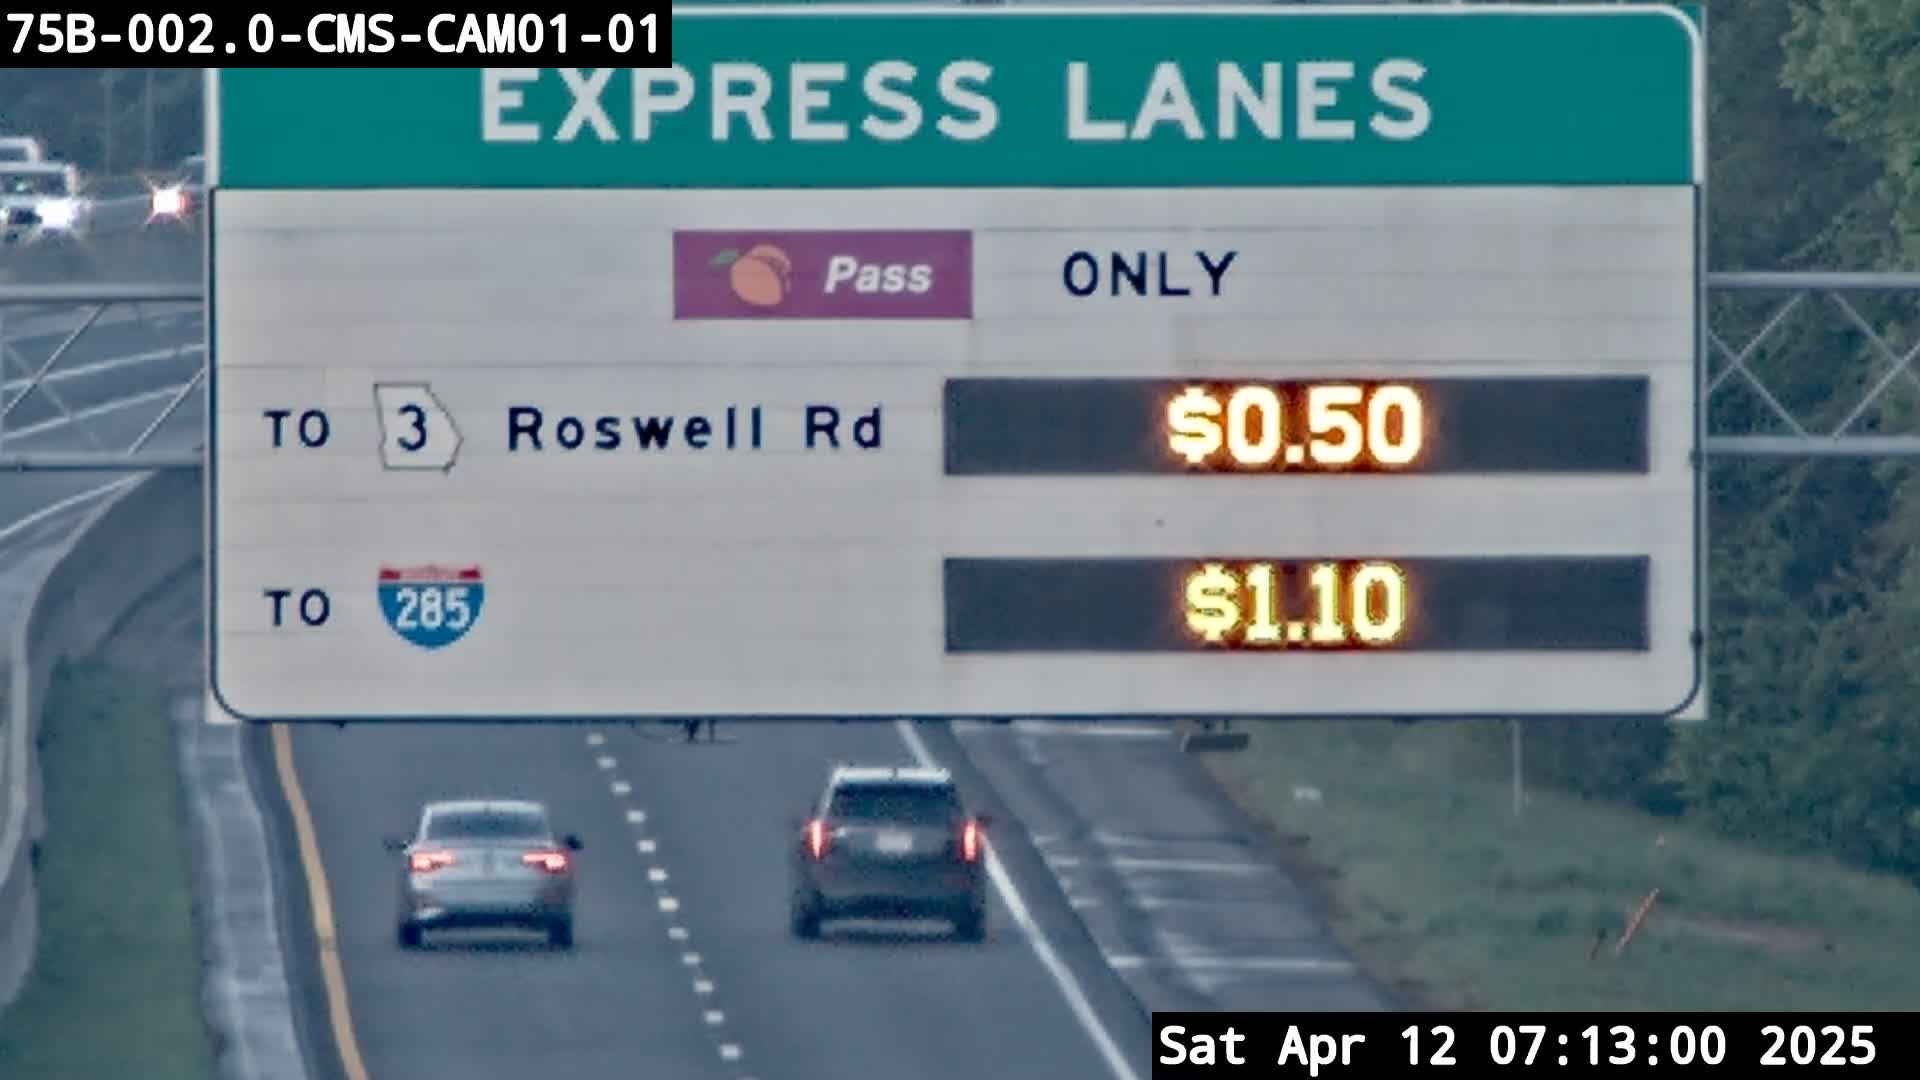 75B-002.0-CMS-CAM01-01
EXPRESS LANES
Pass ONLY
TO 3 Roswell Rd $0.50
TO 285 $1.10
Sat Apr 12 07:13:00 2025